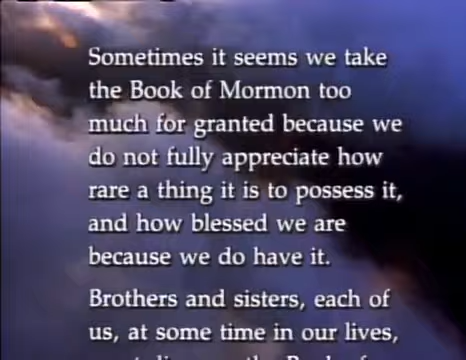 Sometimes it seems we take
the Book of Mormon too
much for granted because we
do not fully appreciate how
rare a thing it is to possess it,
and how blessed we are
because we do have it.
Brothers and sisters, each of
us, at some time in our lives,